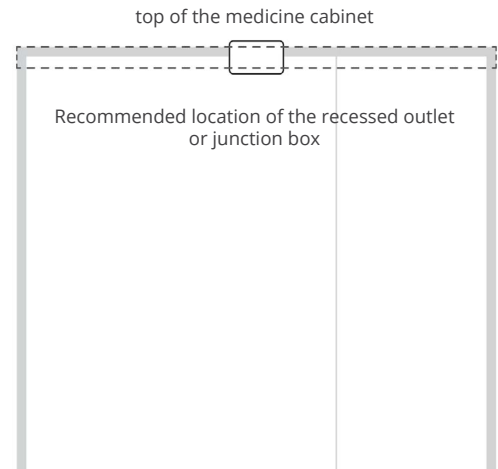 top of the medicine cabinet
Recommended location of the recessed outlet
or junction box